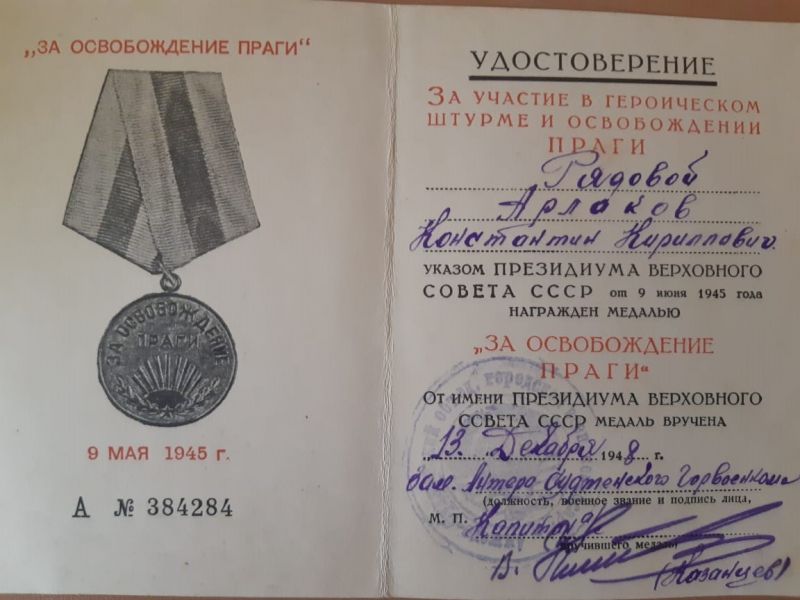 „ЗА ОСВОБОЖДЕНИЕ ПРАГИ“
ЗА ОСВОБОЖДЕНИЕ
ПРАГИ
9 МАЯ 1945 г.
А № 384284
УДОСТОВЕРЕНИЕ
ЗА УЧАСТИЕ В ГЕРОИЧЕСКОМ
ШТУРМЕ И ОСВОБОЖДЕНИИ
ПРАГИ
Рядовой
Арлаков
Константин Кириллович
УКАЗОМ ПРЕЗИДИУМА ВЕРХОВНОГО
СОВЕТА СССР от 9 июня 1945 года
НАГРАЖДЕН МЕДАЛЬЮ
„ЗА ОСВОБОЖДЕНИЕ
ПРАГИ“
ОТ ИМЕНИ ПРЕЗИДИУМА ВЕРХОВНОГО
СОВЕТА СССР МЕДАЛЬ ВРУЧЕНА
„13“ Декабря 1948 г.
Горвоенкома
(должность, военное звание и подпись лица,
М. П. Капитан
вручившего медаль)
В. (Казанцев)